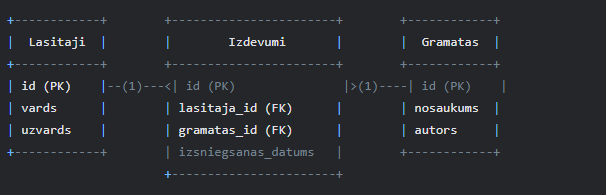 +------------+       +---------------------+       +------------+
|  Lasitaji  |       |       Izdevumi      |       |  Gramatas  |
+------------+       +---------------------+       +------------+
| id (PK)    |--(1)---<| id (PK)             |>(1)----| id (PK)    |
| vards      |       | lasitaja_id (FK)    |       | nosaukums  |
| uzvards    |       | gramatas_id (FK)    |       | autors     |
+------------+       | izsniegsanas_datums   |       +------------+
                     +---------------------+